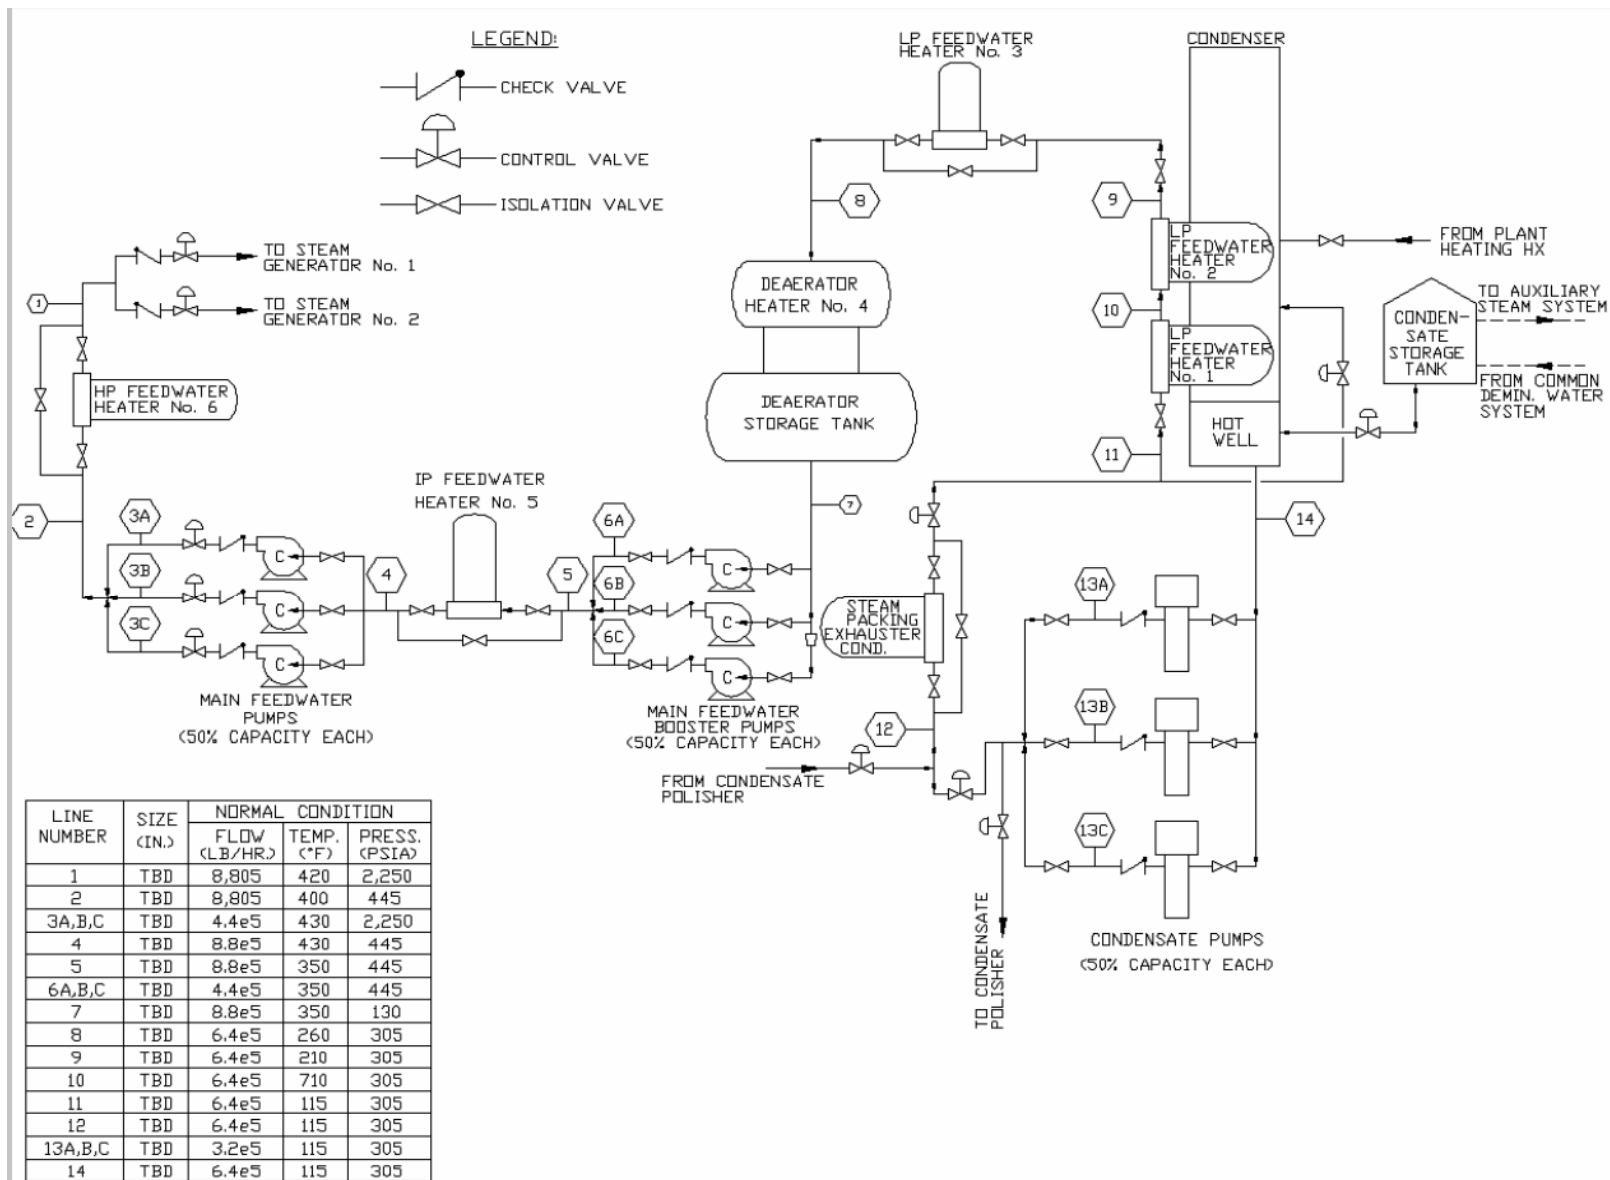 LEGEND:
CHECK VALVE
CONTROL VALVE
ISOLATION VALVE
LP FEEDWATER
HEATER No. 3
CONDENSER
8
9
LP
FEEDWATER
HEATER
No. 2
10
LP
FEEDWATER
HEATER
No. 1
HOT
WELL
11
14
FROM PLANT
HEATING HX
TO AUXILIARY
STEAM SYSTEM
CONDEN-
SATE
STORAGE
TANK
FROM COMMON
DEMIN. WATER
SYSTEM
TO STEAM
GENERATOR No. 1
TO STEAM
GENERATOR No. 2
1
HP FEEDWATER
HEATER No. 6
2
DEAERATOR
HEATER No. 4
DEAERATOR
STORAGE TANK
7
IP FEEDWATER
HEATER No. 5
3A
3B
3C
C
C
C
4
5
6A
6B
6C
C
C
C
MAIN FEEDWATER
PUMPS
(50% CAPACITY EACH)
MAIN FEEDWATER
BOOSTER PUMPS
(50% CAPACITY EACH)
STEAM
PACKING
EXHAUSTER
COND.
12
FROM CONDENSATE
POLISHER
13A
13B
13C
TO CONDENSATE
POLISHER
CONDENSATE PUMPS
(50% CAPACITY EACH)
LINE NUMBER SIZE (IN.) NORMAL CONDITION
FLOW (LB/HR.) TEMP. (°F) PRESS. (PSIA)
1 TBD 8,805 420 2,250
2 TBD 8,805 400 445
3A,B,C TBD 4.4e5 430 2,250
4 TBD 8.8e5 430 445
5 TBD 8.8e5 350 445
6A,B,C TBD 4.4e5 350 445
7 TBD 8.8e5 350 130
8 TBD 6.4e5 260 305
9 TBD 6.4e5 210 305
10 TBD 6.4e5 710 305
11 TBD 6.4e5 115 305
12 TBD 6.4e5 115 305
13A,B,C TBD 3.2e5 115 305
14 TBD 6.4e5 115 305